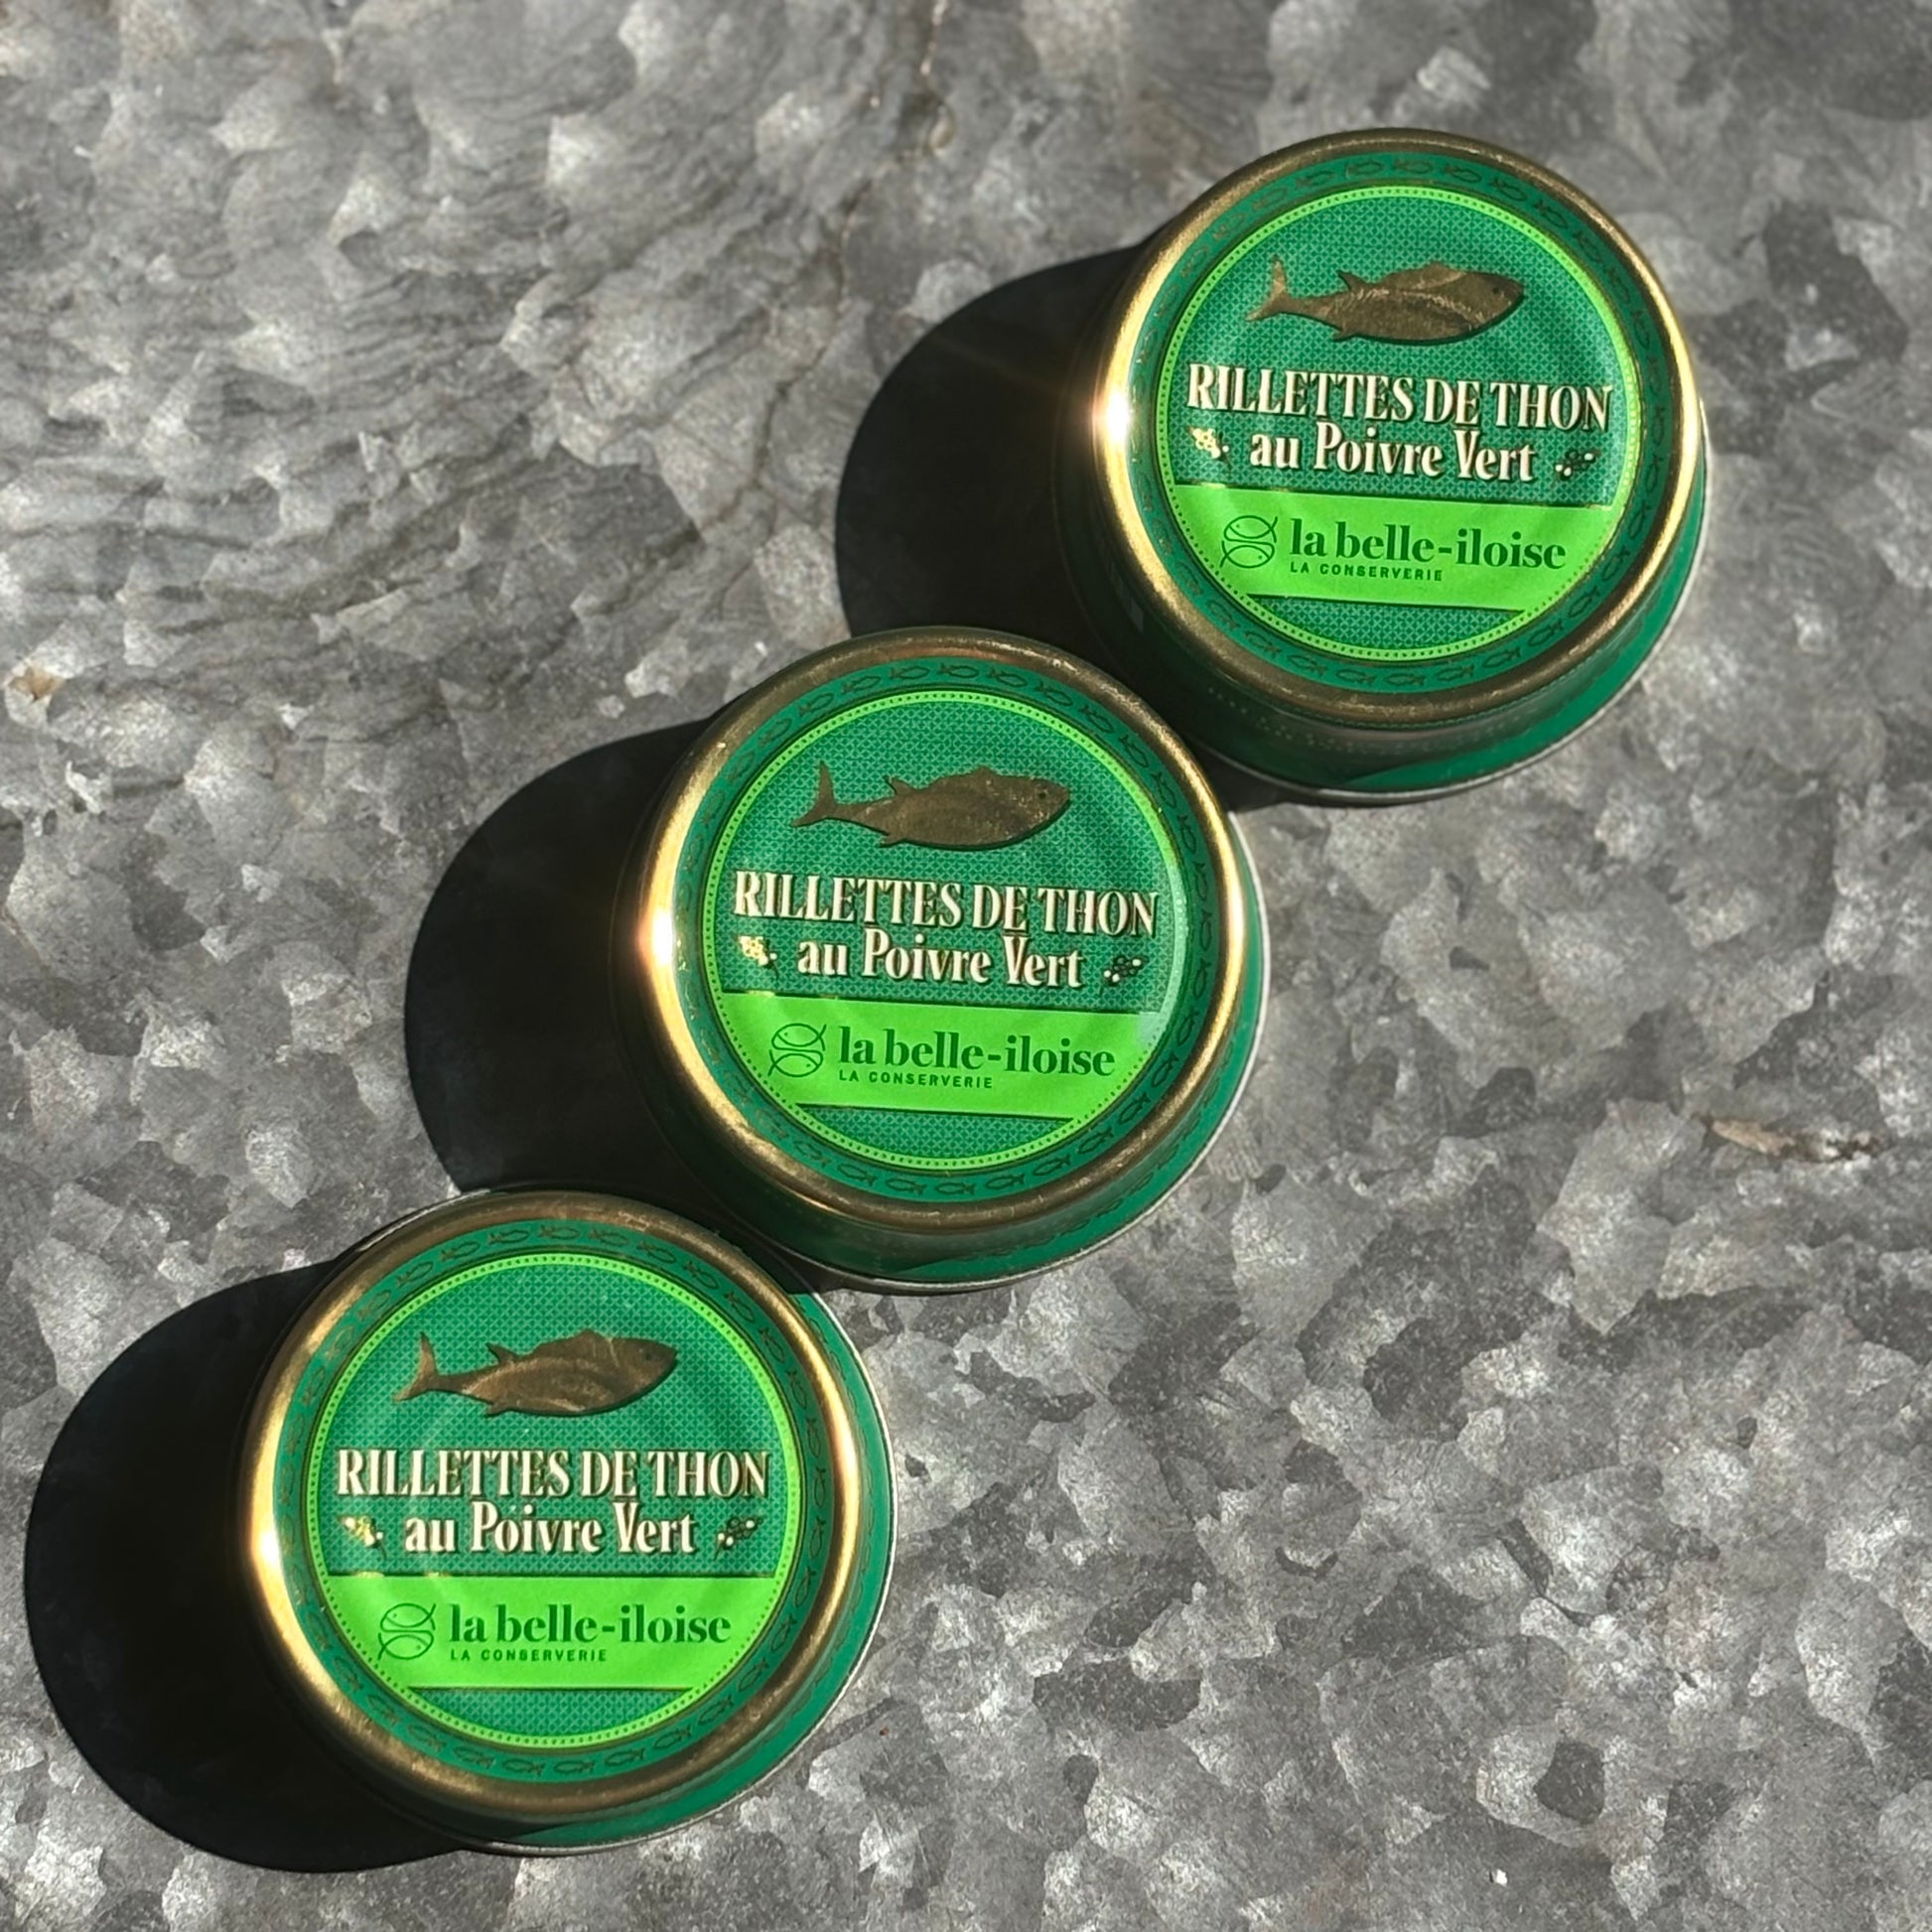 RILLETTES DE THON
au Poivre Vert
la belle-iloise
LA CONSERVERIE
RILLETTES DE THON
au Poivre Vert
la belle-iloise
LA CONSERVERIE
RILLETTES DE THON
au Poivre Vert
la belle-iloise
LA CONSERVERIE